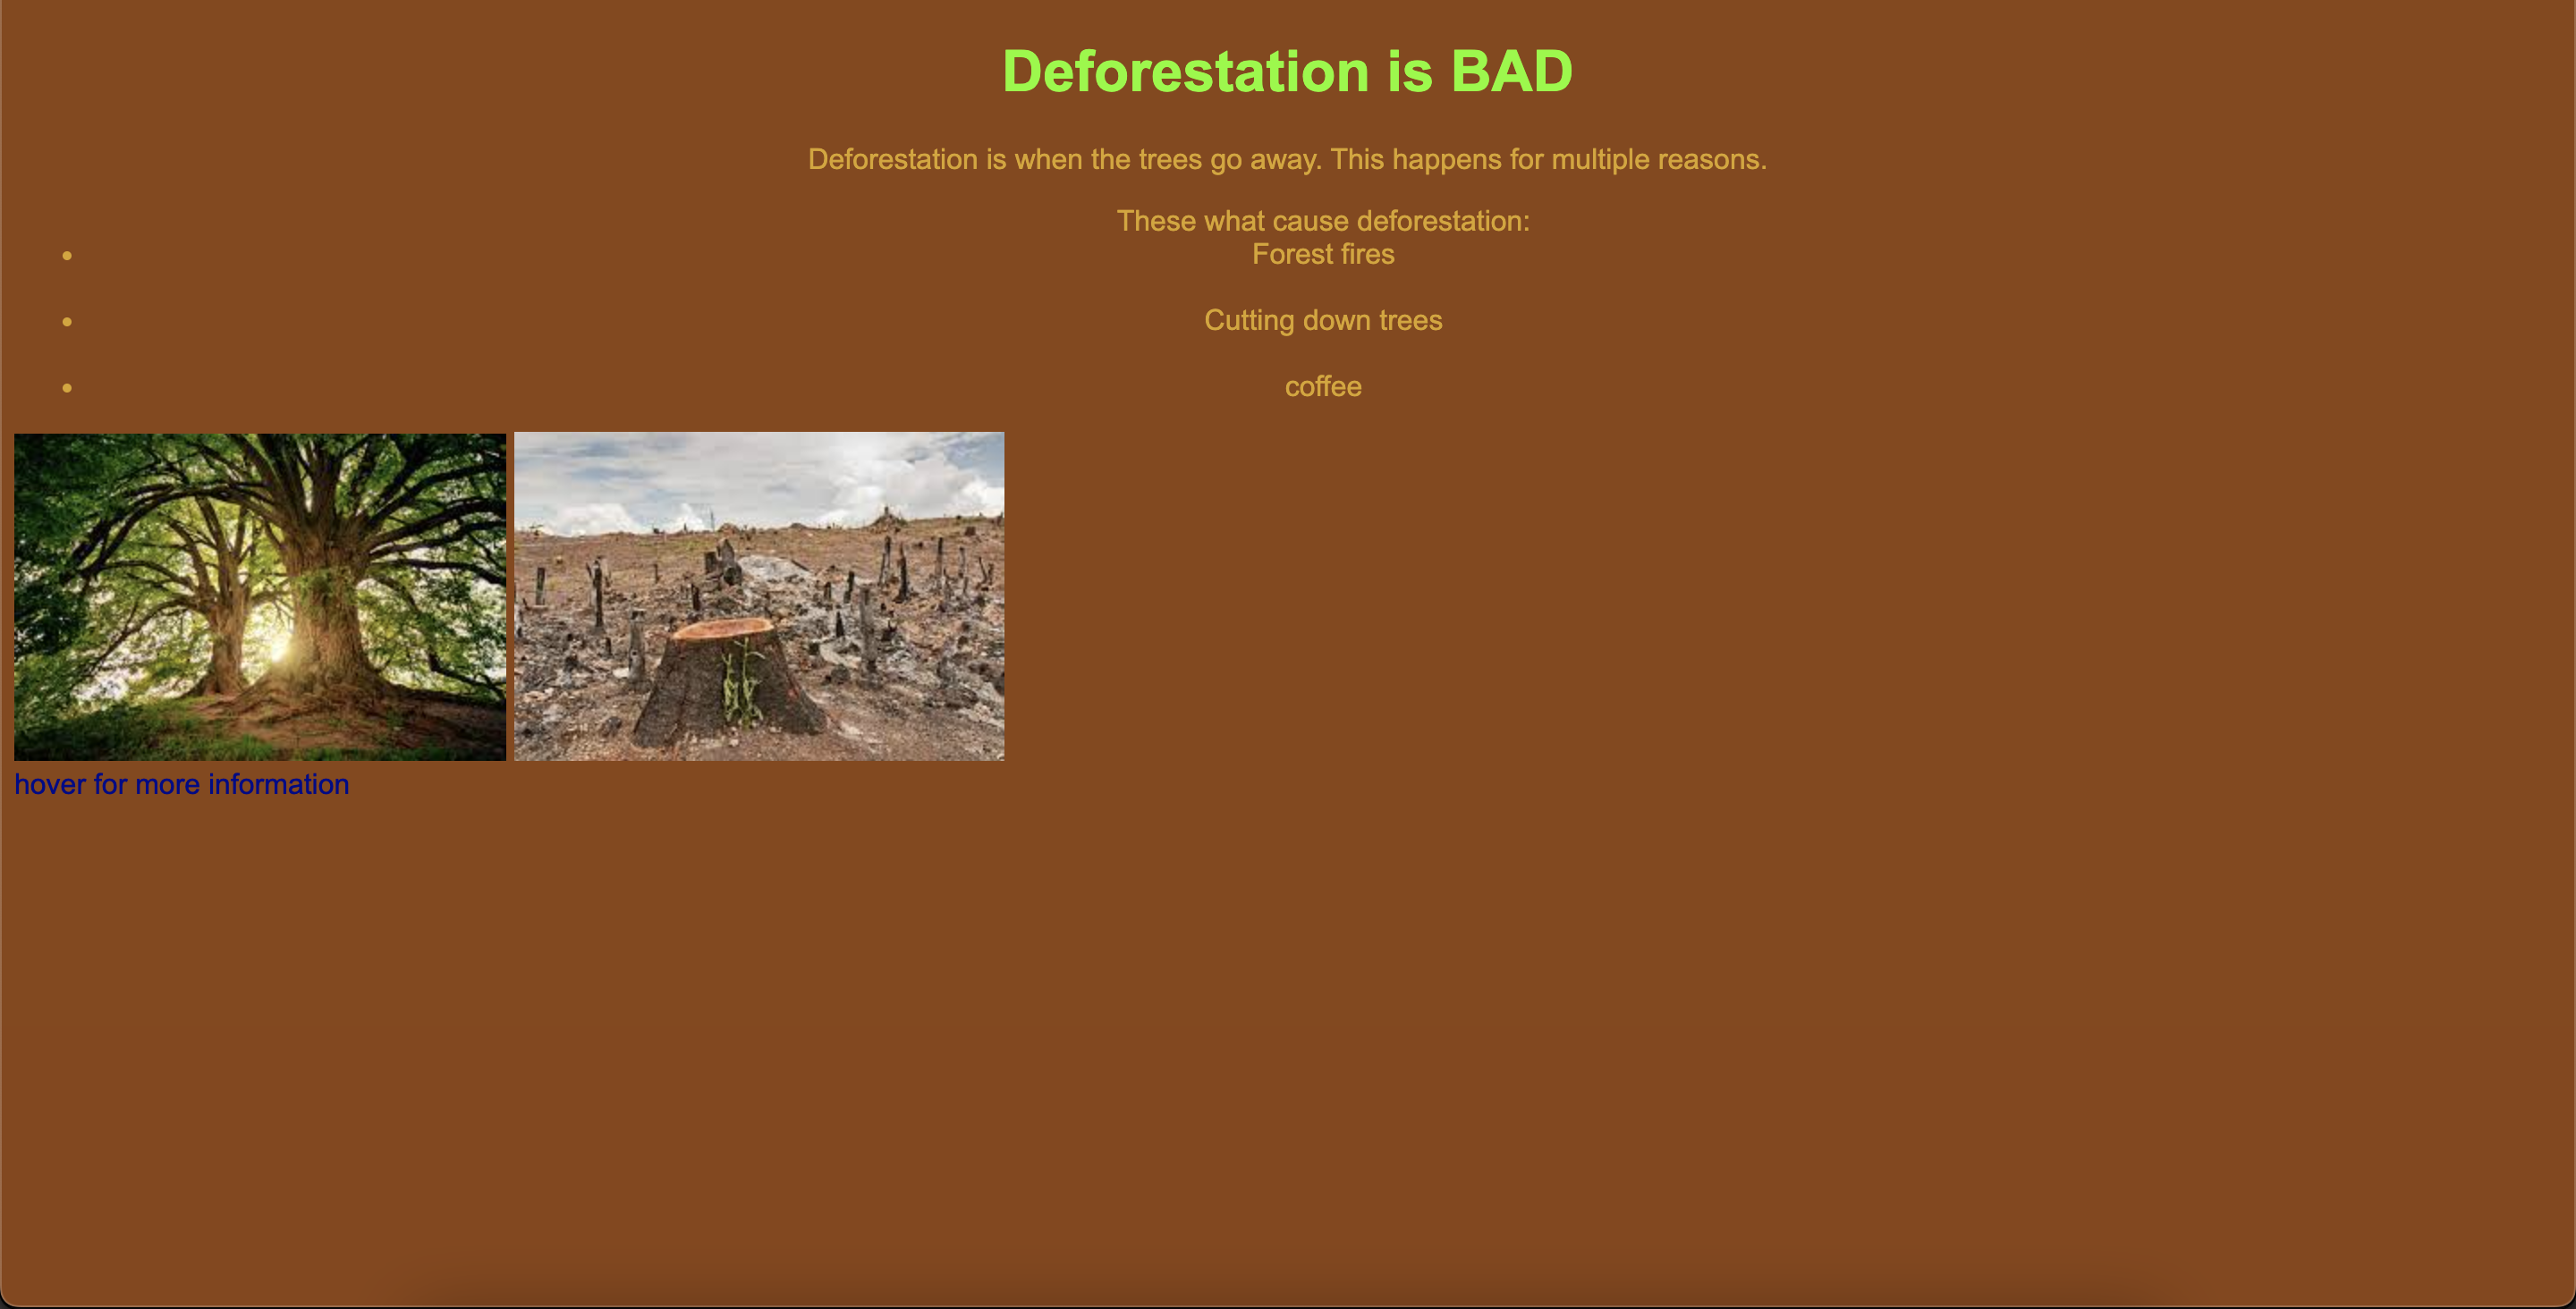 Deforestation is BAD
Deforestation is when the trees go away. This happens for multiple reasons.
These what cause deforestation:
• Forest fires
• Cutting down trees
• coffee
hover for more information